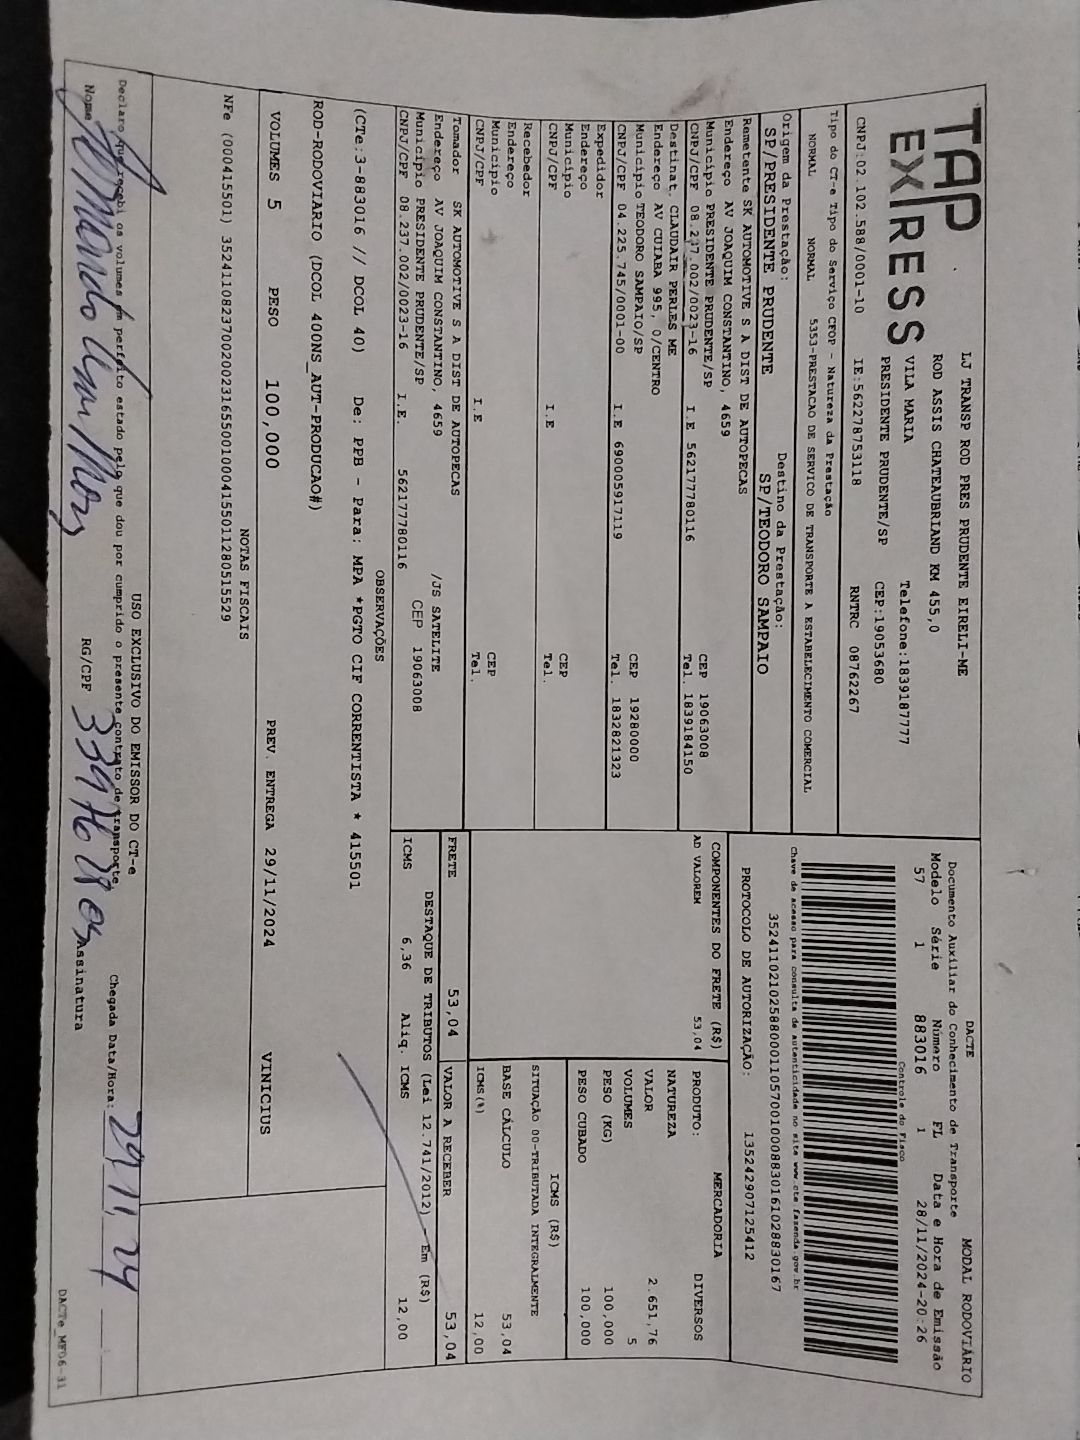 TAP
EXPRESS
LJ TRANSP ROD PRES PRUDENTE EIRELI-ME
ROD ASSIS CHATEAUBRIAND KM 455,0
VILA MARIA Telefone:1839187777
PRESIDENTE PRUDENTE/SP CEP:19053680
CNPJ:02.102.588/0001-10 IE:562278753118 RNTRC 08762267
Tipo do CT-e Tipo do Serviço CFOP - Natureza da Prestação
NORMAL NORMAL 5353-PRESTACAO DE SERVICO DE TRANSPORTE A ESTABELECIMENTO COMERCIAL
Origem da Prestação: Destino da Prestação:
SP/PRESIDENTE PRUDENTE SP/TEODORO SAMPAIO
Remetente SK AUTOMOTIVE S A DIST DE AUTOPECAS
Endereço AV JOAQUIM CONSTANTINO, 4659
Município PRESIDENTE PRUDENTE/SP CEP 19063008
CNPJ/CPF 08.237.002/0023-16 I.E 562177780116 Tel. 1839184150
Destinat. CLAUDAIR PERLES ME
Endereço AV CUIABA 995, 0/CENTRO
Município TEODORO SAMPAIO/SP CEP 19280000
CNPJ/CPF 04.225.745/0001-00 I.E 690005917119 Tel. 1832821323
Expedidor
Endereço
Município CEP
CNPJ/CPF I.E Tel.
Recebedor
Endereço
Município CEP
CNPJ/CPF I.E Tel.
Tomador SK AUTOMOTIVE S A DIST DE AUTOPECAS
Endereço AV JOAQUIM CONSTANTINO, 4659 /JS SATELITE
Município PRESIDENTE PRUDENTE/SP CEP 19063008
CNPJ/CPF 08.237.002/0023-16 I.E. 562177780116
DACTE MODAL RODOVIÁRIO
Documento Auxiliar do Conhecimento de Transporte
Modelo Série Número FL Data e Hora de Emissão
57 1 883016 1 28/11/2024-20:26
Controle do Fisco
Chave de acesso para consulta de autenticidade no site www.cte.fazenda.gov.br
35241102102588000110570010008830161028830167
PROTOCOLO DE AUTORIZAÇÃO: 135242907125412
COMPONENTES DO FRETE (R$)
AD VALOREM 53,04
MERCADORIA
PRODUTO: DIVERSOS
NATUREZA
VALOR 2.651,76
VOLUMES 5
PESO (KG) 100,000
PESO CUBADO 100,000
ICMS (R$)
SITUAÇÃO 00-TRIBUTADA INTEGRALMENTE
BASE CÁLCULO 53,04
ICMS(%) 12,00
FRETE 53,04 VALOR A RECEBER 53,04
DESTAQUE DE TRIBUTOS (Lei 12.741/2012) - Em (R$)
ICMS 6,36 Aliq. ICMS 12,00
OBSERVAÇÕES
(CTe:3-883016 // DCOL 40) De: PPB - Para: MPA *PGTO CIF CORRENTISTA * 415501
ROD-RODOVIARIO (DCOL 400NS_AUT-PRODUCAO#)
VOLUMES 5 PESO 100,000 PREV. ENTREGA 29/11/2024 VINICIUS
NOTAS FISCAIS
NFe (000415501) 35241108237002002316550010004155011280515529
USO EXCLUSIVO DO EMISSOR DO CT-e
Declaro que recebi os volumes em perfeito estado pelo que dou por cumprido o presente contrato de transporte. Chegada Data/Hora: 29/11/24
Nome RG/CPF Assinatura
DACTe_MF06-31